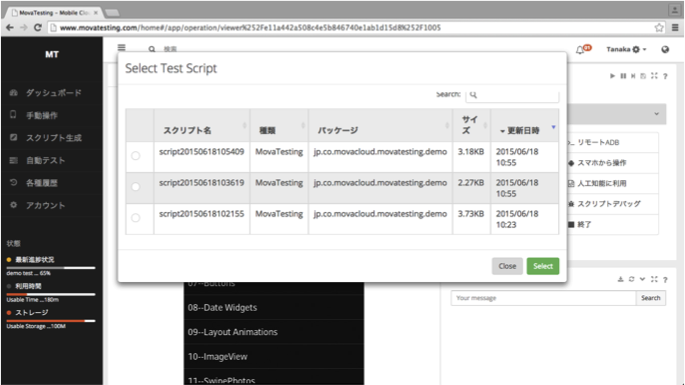 MovaTesting – Mobile Clou
www.movatesting.com/home#/app/operation/viewer%252Fe11a442a508c4e5b846740e1ab1d15d8%252F1005
MT
検索
Tanaka
ダッシュボード
手動操作
スクリプト生成
自動テスト
各種履歴
アカウント
状態
最新進捗状況
demo test ... 65%
利用時間
Usable Time ...180m
ストレージ
Usable Storage ...100M
Select Test Script
Search:
スクリプト名 種類 パッケージ サイズ 更新日時
script20150618105409 MovaTesting jp.co.movacloud.movatesting.demo 3.18KB 2015/06/18 10:55
script20150618103619 MovaTesting jp.co.movacloud.movatesting.demo 2.27KB 2015/06/18 10:55
script20150618102155 MovaTesting jp.co.movacloud.movatesting.demo 3.73KB 2015/06/18 10:23
Close
Select
リモートADB
スマホから操作
人工知能に利用
スクリプトデバッグ
終了
07--Buttons
08--Date Widgets
09--Layout Animations
10--ImageView
11--SwipePhotos
Your message
Search